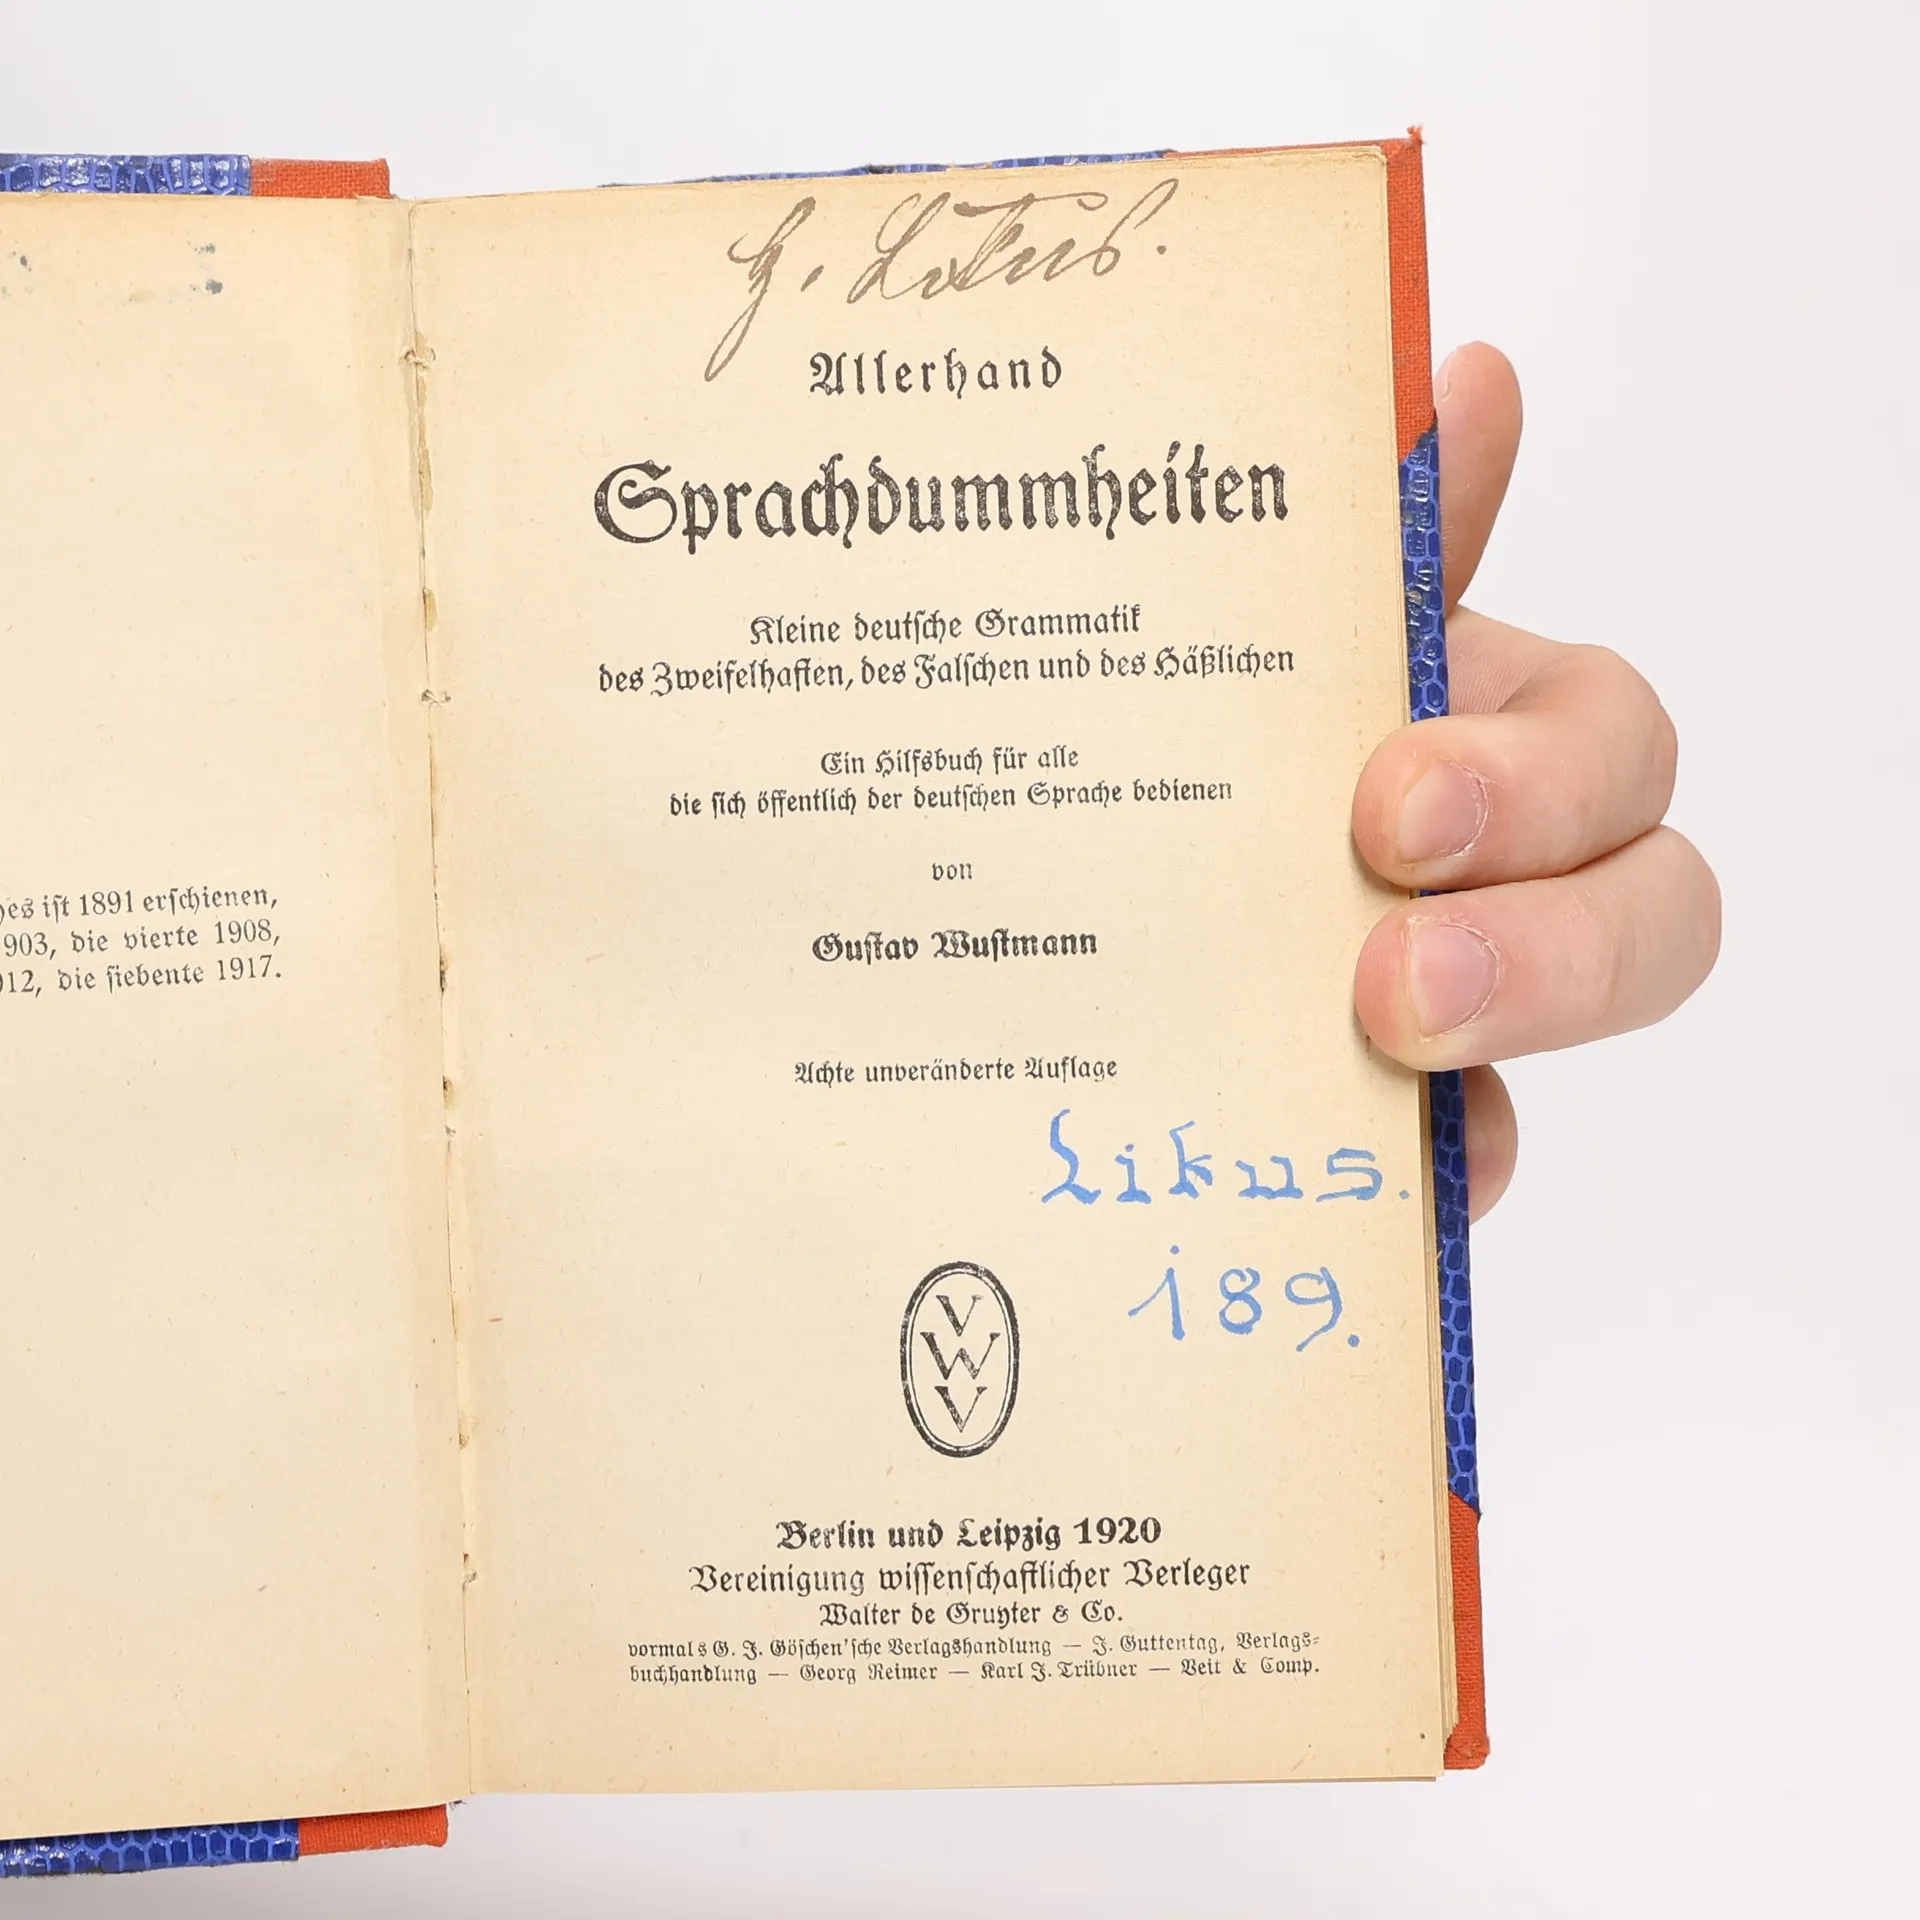 es ist 1891 erschienen,
903, die vierte 1908,
12, die siebente 1917.
Likus.
Allerhand
Sprachdummheiten
Kleine deutsche Grammatik
des Zweifelhaften, des Falschen und des Häßlichen
Ein Hilfsbuch für alle
die sich öffentlich der deutschen Sprache bedienen
von
Gustav Wustmann
Achte unveränderte Auflage
Likus.
189.
V
W
V
Berlin und Leipzig 1920
Vereinigung wissenschaftlicher Verleger
Walter de Gruyter & Co.
vormals G. J. Göschen'sche Verlagshandlung — J. Guttentag, Verlags-
buchhandlung — Georg Reimer — Karl J. Trübner — Veit & Comp.